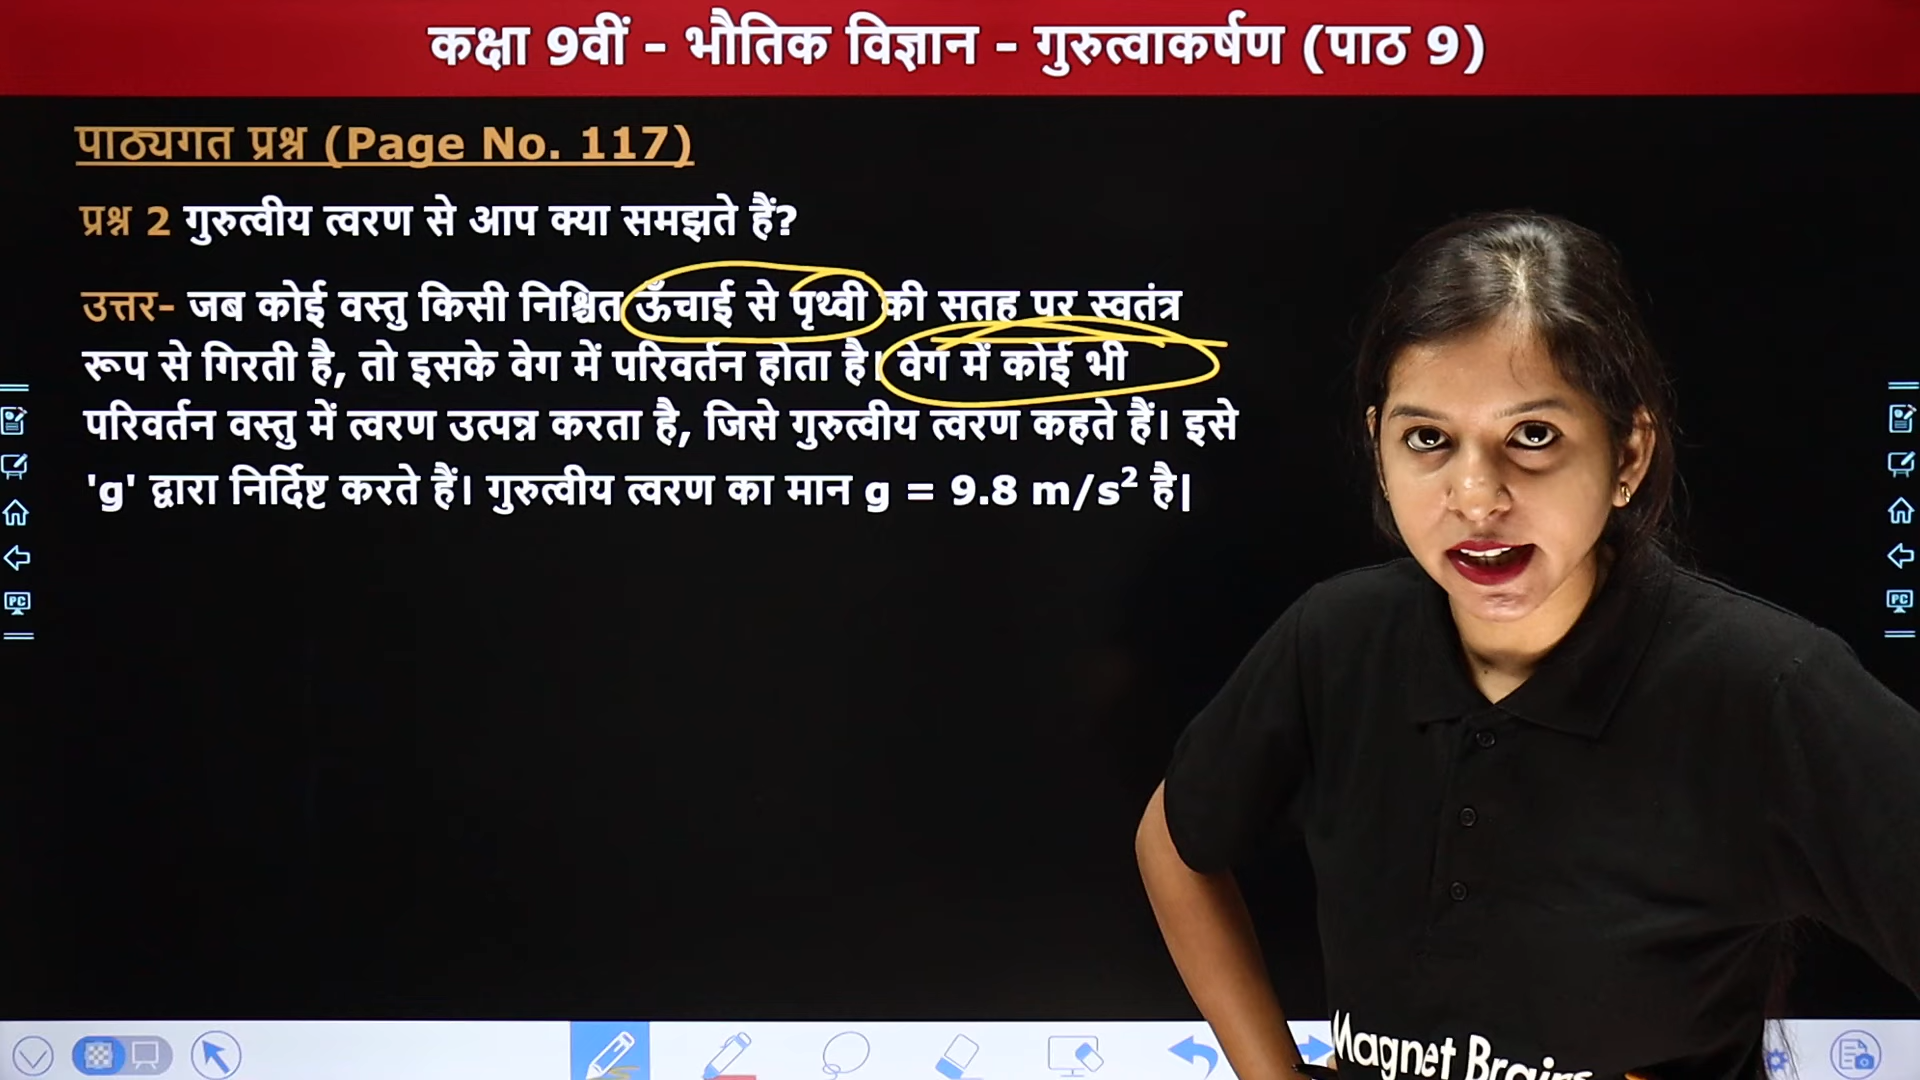 कक्षा 9वीं - भौतिक विज्ञान - गुरुत्वाकर्षण (पाठ 9)
पाठ्यगत प्रश्न (Page No. 117)
प्रश्न 2 गुरुत्वीय त्वरण से आप क्या समझते हैं?
उत्तर- जब कोई वस्तु किसी निश्चित ऊँचाई से पृथ्वी की सतह पर स्वतंत्र
रूप से गिरती है, तो इसके वेग में परिवर्तन होता है। वेग में कोई भी
परिवर्तन वस्तु में त्वरण उत्पन्न करता है, जिसे गुरुत्वीय त्वरण कहते हैं। इसे
'g' द्वारा निर्दिष्ट करते हैं। गुरुत्वीय त्वरण का मान g = 9.8 m/s² है|
PC
PC
Magnet Brains